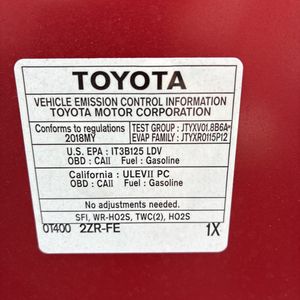 TOYOTA
VEHICLE EMISSION CONTROL INFORMATION
TOYOTA MOTOR CORPORATION
Conforms to regulations
2018MY
TEST GROUP : JTYXV01.8B6A
EVAP FAMILY : JTYXR0115P12
U.S. EPA : IT3B125 LDV
OBD : CAII Fuel : Gasoline
California : ULEVII PC
OBD : CAII Fuel : Gasoline
No adjustments needed.
SFI, WR-HO2S, TWC(2), HO2S
OT400 2ZR-FE 1X